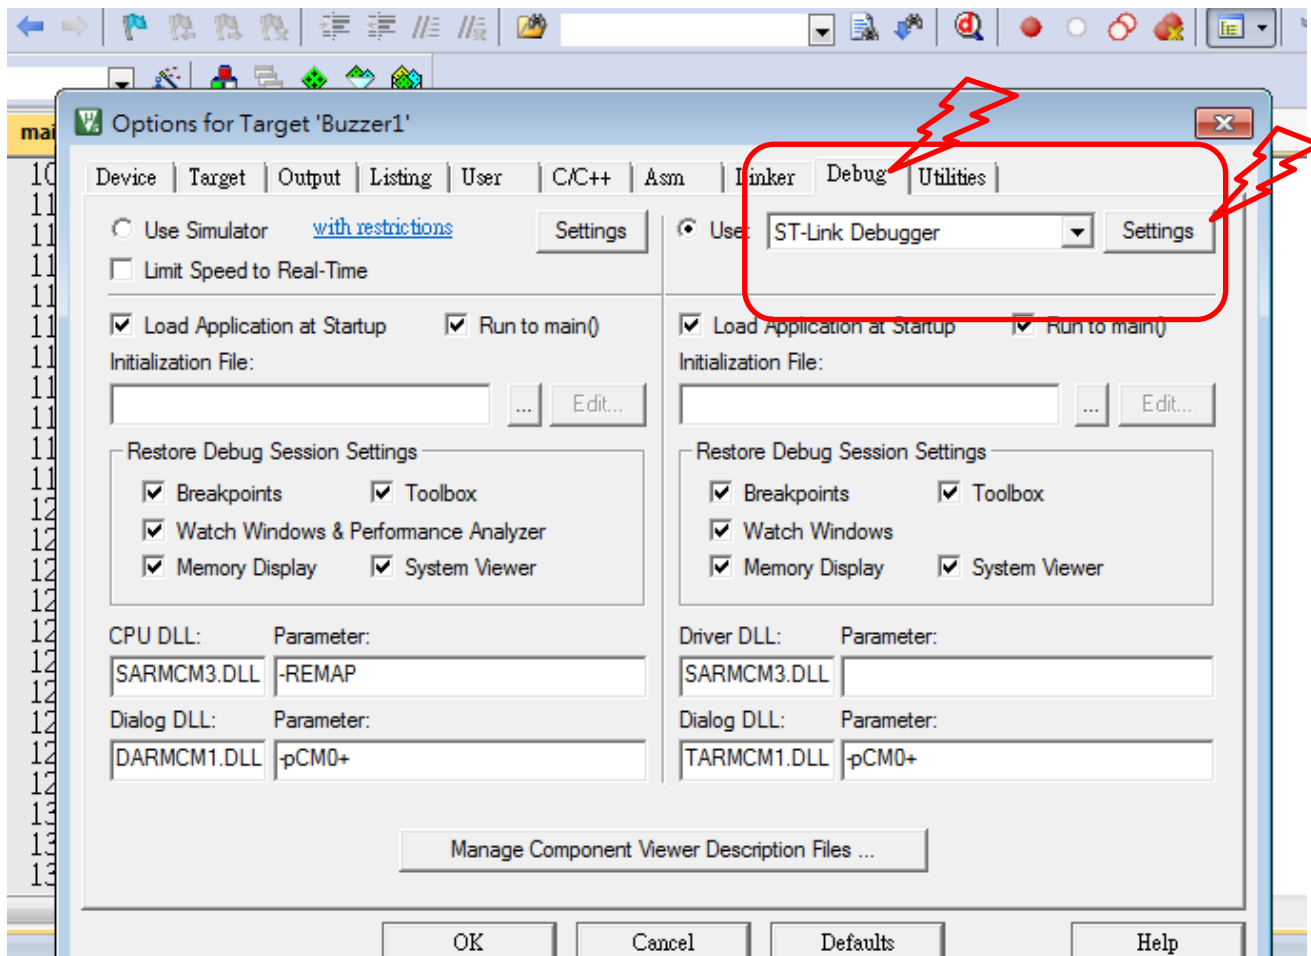 mai
Options for Target 'Buzzer1'
Device Target Output Listing User C/C++ Asm Linker Debug Utilities
Use Simulator with restrictions Settings Use: ST-Link Debugger Settings
Limit Speed to Real-Time
Load Application at Startup Run to main() Load Application at Startup Run to main()
Initialization File: Initialization File:
... Edit... ... Edit...
Restore Debug Session Settings Restore Debug Session Settings
Breakpoints Toolbox Breakpoints Toolbox
Watch Windows & Performance Analyzer Watch Windows
Memory Display System Viewer Memory Display System Viewer
CPU DLL: Parameter: Driver DLL: Parameter:
SARMCM3.DLL -REMAP SARMCM3.DLL
Dialog DLL: Parameter: Dialog DLL: Parameter:
DARMCM1.DLL -pCM0+ TARMCM1.DLL -pCM0+
Manage Component Viewer Description Files ...
OK Cancel Defaults Help